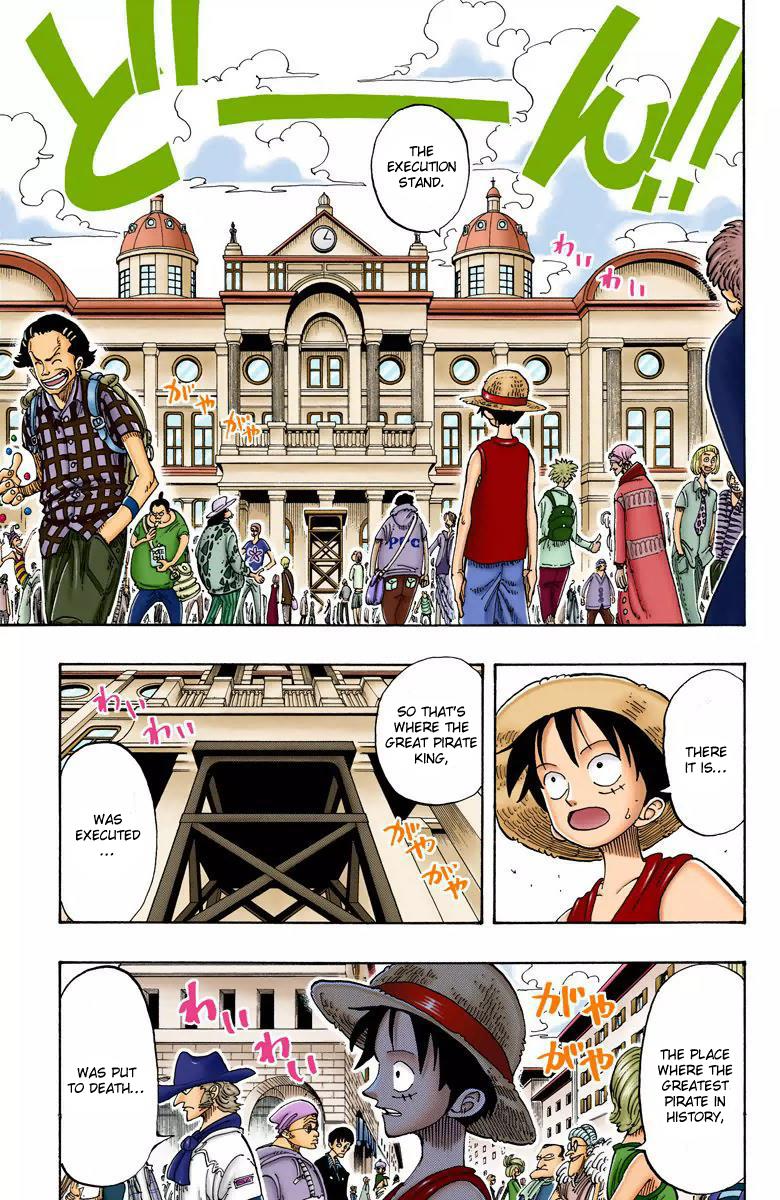 どーん!!
THE
EXECUTION
STAND.
わいわい
がやがや
THERE
IT IS...
SO THAT'S
WHERE THE
GREAT PIRATE
KING,
わいわい
WAS
EXECUTED
...
がやがや
THE PLACE
WHERE THE
GREATEST
PIRATE IN
HISTORY,
がやがや
わいわい
WAS PUT
TO DEATH...